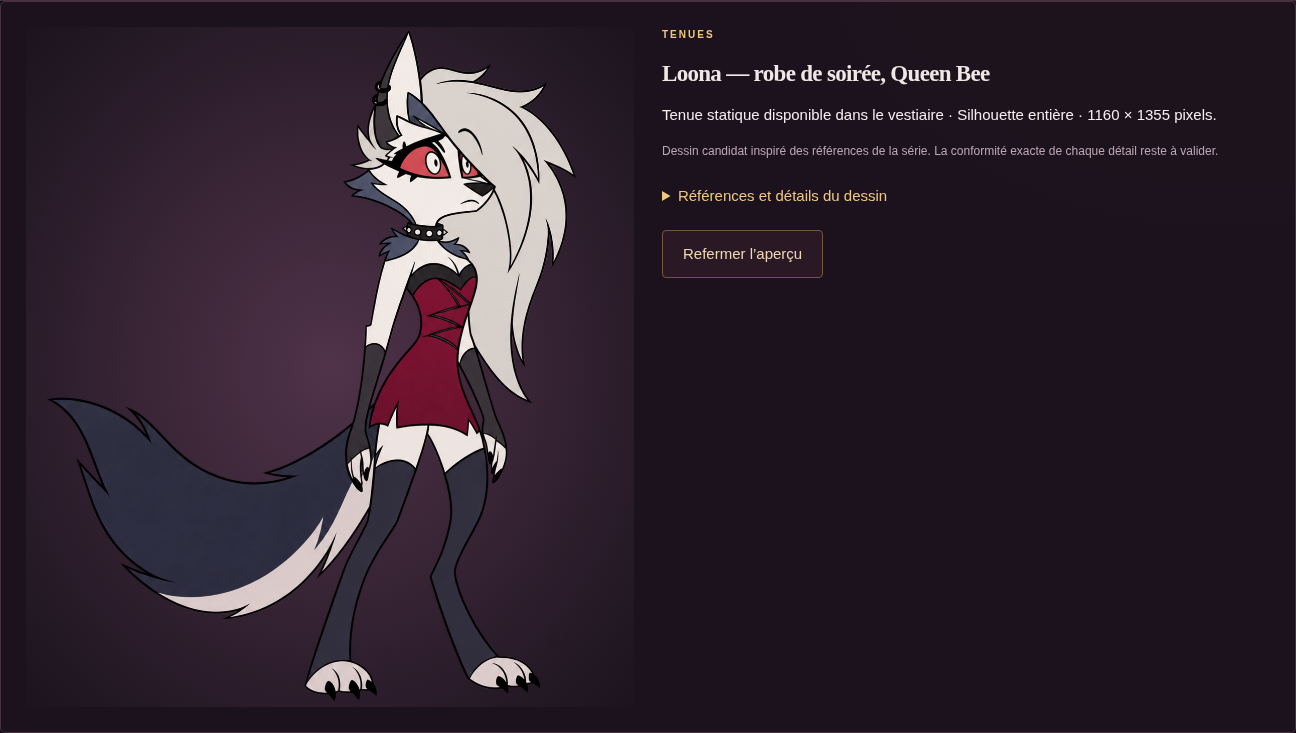 TENUES
Loona — robe de soirée, Queen Bee
Tenue statique disponible dans le vestiaire · Silhouette entière · 1160 × 1355 pixels.
Dessin candidat inspiré des références de la série. La conformité exacte de chaque détail reste à valider.
Références et détails du dessin
Refermer l’aperçu